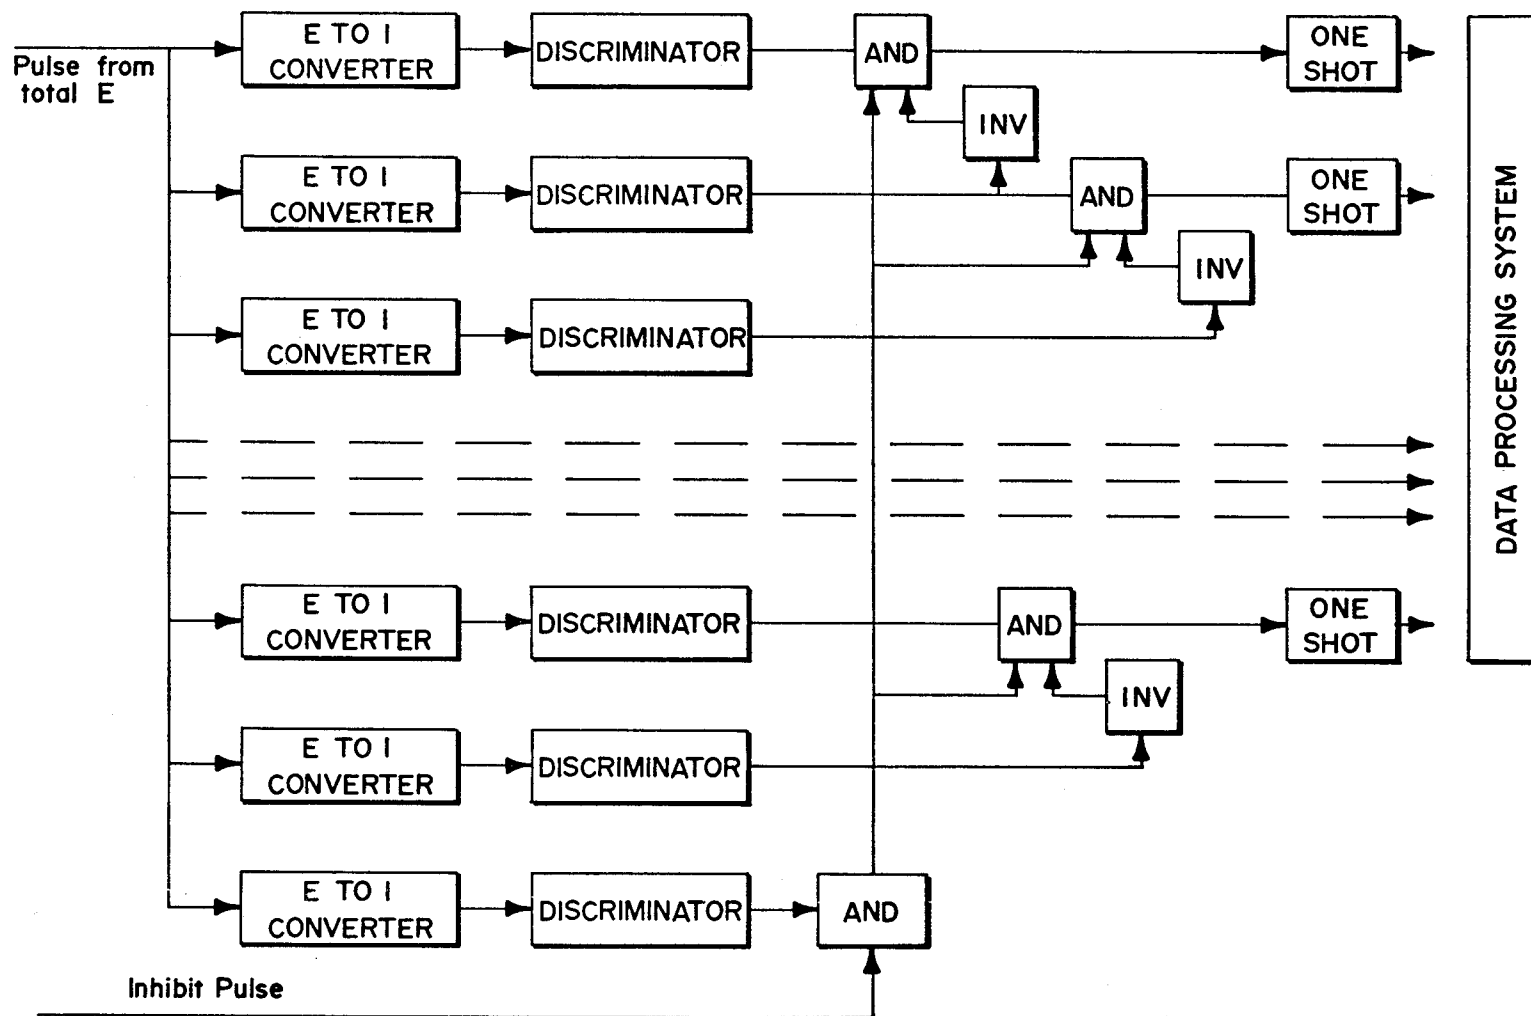 E TO I
CONVERTER
DISCRIMINATOR
AND
ONE
SHOT
Pulse from
total E
INV
E TO I
CONVERTER
DISCRIMINATOR
AND
ONE
SHOT
INV
E TO I
CONVERTER
DISCRIMINATOR
DATA PROCESSING SYSTEM
E TO I
CONVERTER
DISCRIMINATOR
AND
ONE
SHOT
INV
E TO I
CONVERTER
DISCRIMINATOR
E TO I
CONVERTER
DISCRIMINATOR
AND
Inhibit Pulse